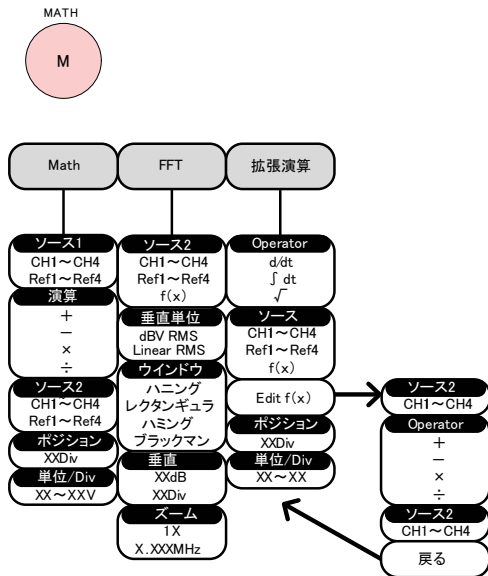 MATH
M
Math
ソース1
CH1～CH4
Ref1～Ref4
演算
＋
－
×
÷
ソース2
CH1～CH4
Ref1～Ref4
ポジション
XXDiv
単位/Div
XX～XXV
FFT
ソース2
CH1～CH4
Ref1～Ref4
f(x)
垂直単位
dBV RMS
Linear RMS
ウインドウ
ハニング
レクタンギュラ
ハミング
ブラックマン
垂直
XXdB
XXDiv
ズーム
1X
X.XXXMHz
拡張演算
Operator
d/dt
∫ dt
√
ソース
CH1～CH4
Ref1～Ref4
f(x)
Edit f(x)
ポジション
XXDiv
単位/Div
XX～XX
ソース2
CH1～CH4
Operator
＋
－
×
÷
ソース2
CH1～CH4
戻る